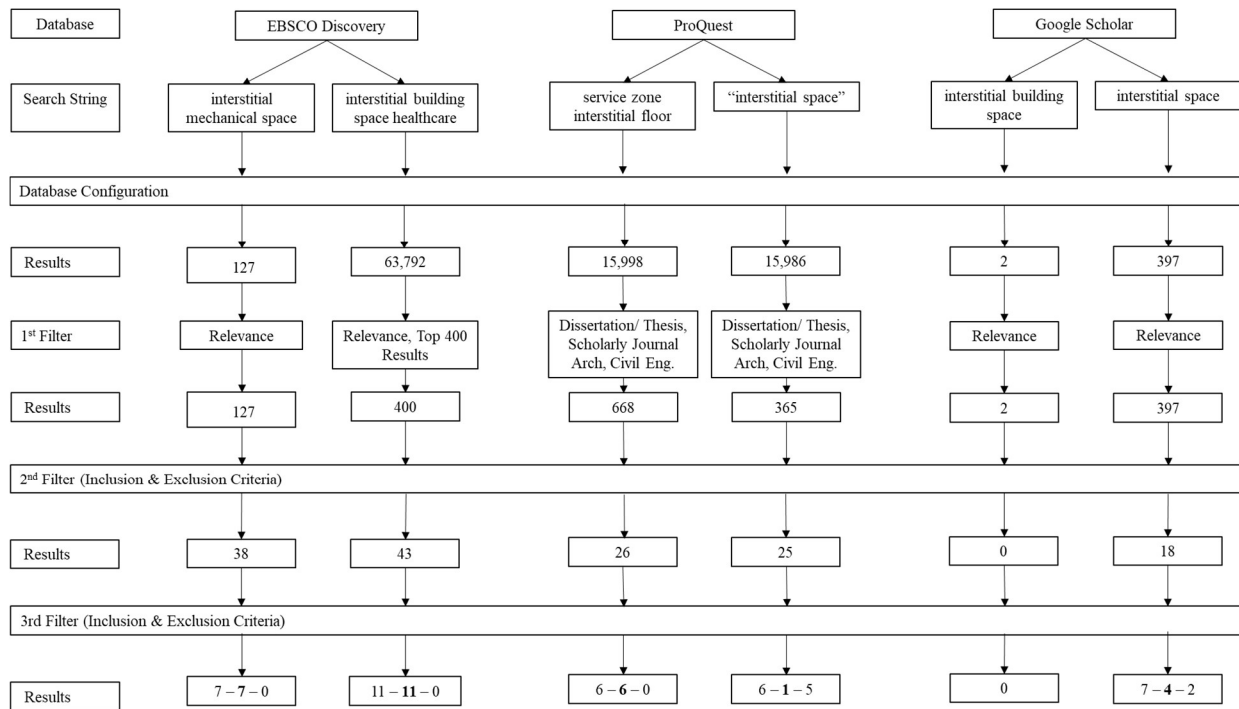 Database
EBSCO Discovery
ProQuest
Google Scholar
Search String
interstitial
mechanical space
interstitial building
space healthcare
service zone
interstitial floor
“interstitial space”
interstitial building
space
interstitial space
Database Configuration
Results
127
63,792
15,998
15,986
2
397
1st Filter
Relevance
Relevance, Top 400
Results
Dissertation/ Thesis,
Scholarly Journal
Arch, Civil Eng.
Dissertation/ Thesis,
Scholarly Journal
Arch, Civil Eng.
Relevance
Relevance
Results
127
400
668
365
2
397
2nd Filter (Inclusion & Exclusion Criteria)
Results
38
43
26
25
0
18
3rd Filter (Inclusion & Exclusion Criteria)
Results
7 – 7 – 0
11 – 11 – 0
6 – 6 – 0
6 – 1 – 5
0
7 – 4 – 2